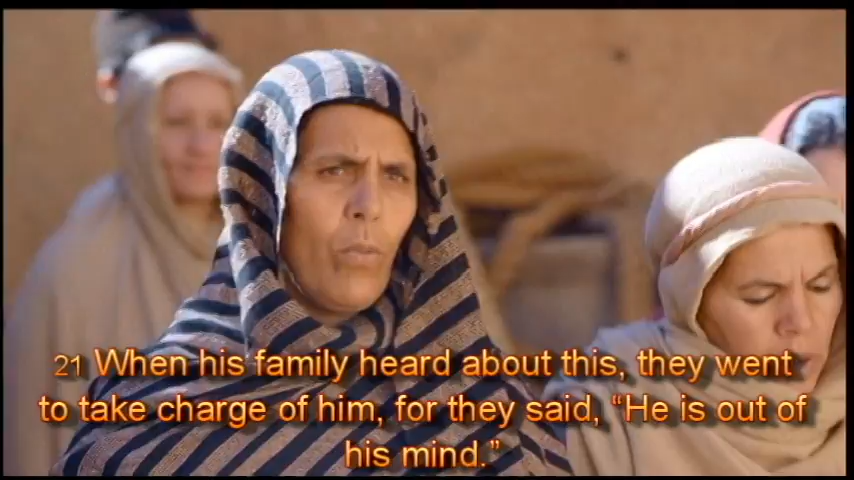 21 When his family heard about this, they went
to take charge of him, for they said, “He is out of
his mind.”